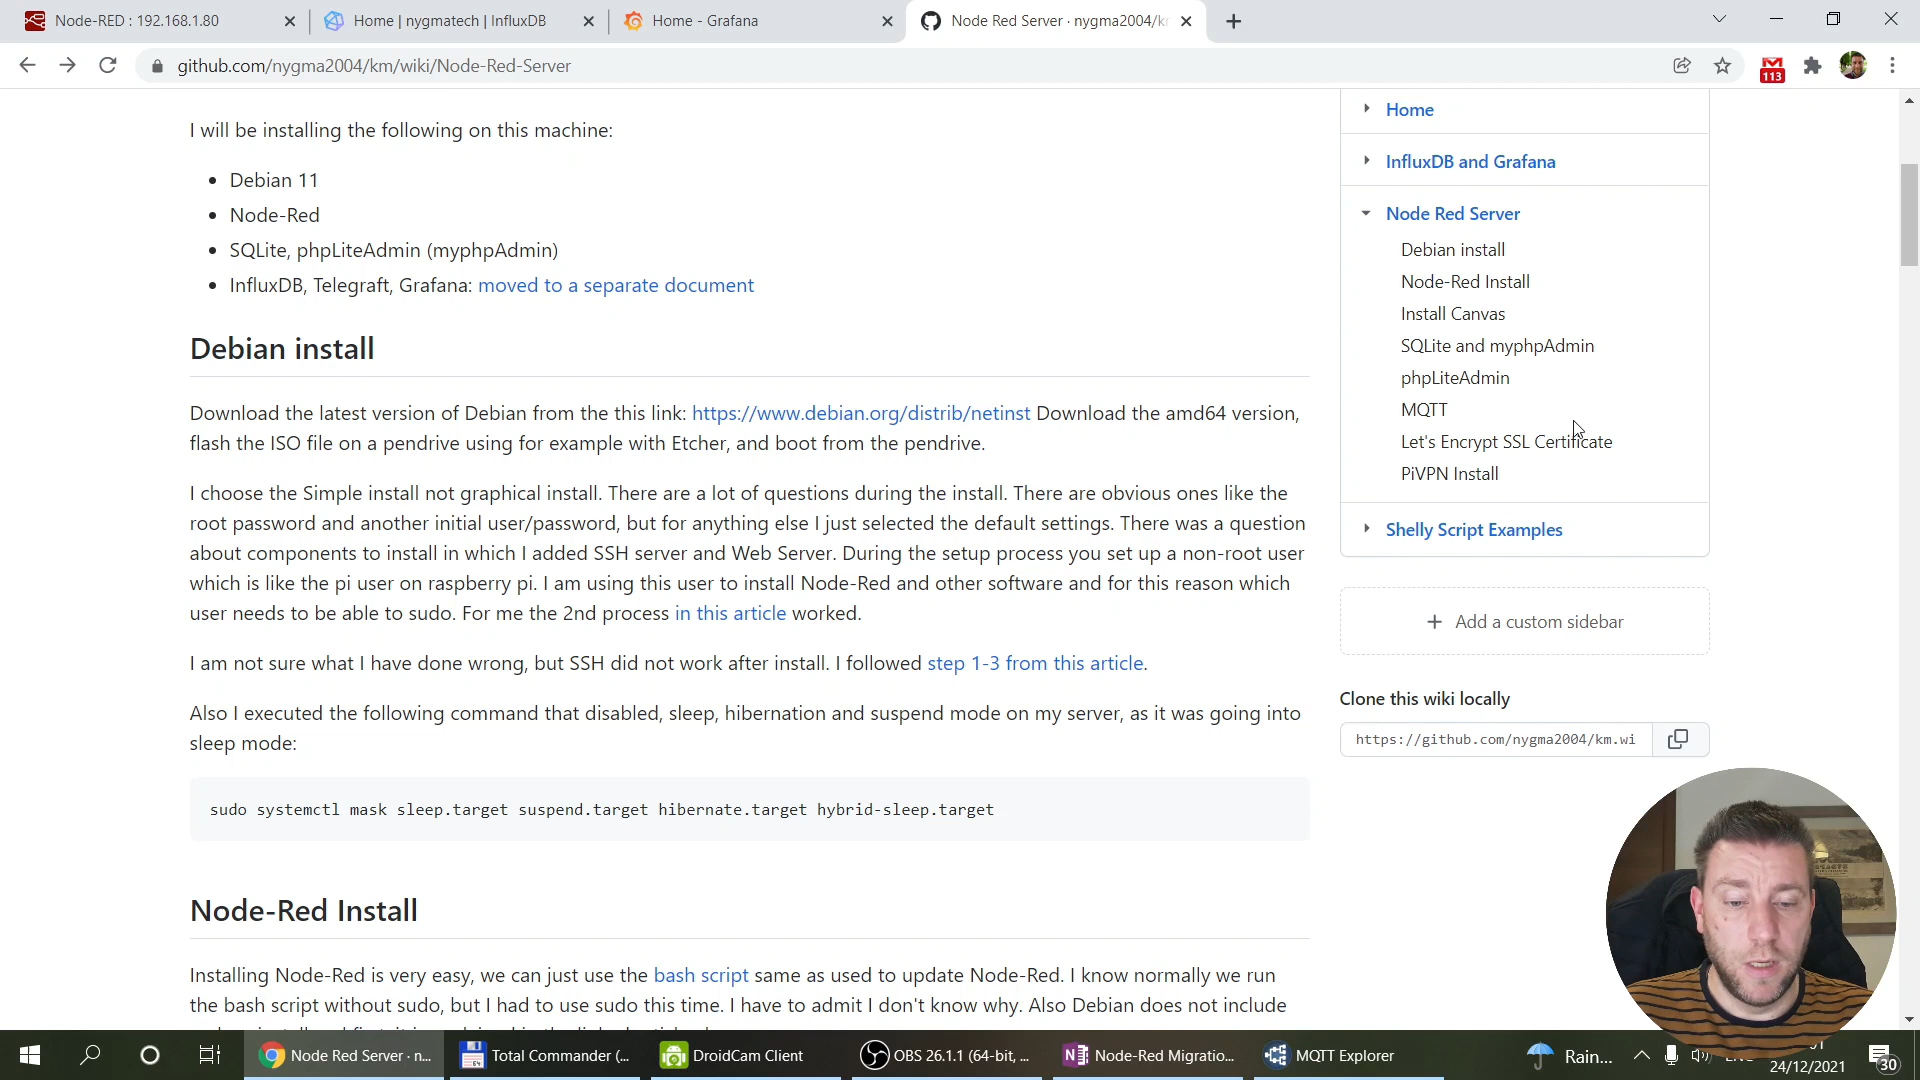 Node-RED : 192.168.1.80
Home | nygmatech | InfluxDB
Home - Grafana
Node Red Server · nygma2004/k
github.com/nygma2004/km/wiki/Node-Red-Server
113
I will be installing the following on this machine:
Debian 11
Node-Red
SQLite, phpLiteAdmin (myphpAdmin)
InfluxDB, Telegraft, Grafana: moved to a separate document
Debian install
Download the latest version of Debian from the this link: https://www.debian.org/distrib/netinst Download the amd64 version,
flash the ISO file on a pendrive using for example with Etcher, and boot from the pendrive.
I choose the Simple install not graphical install. There are a lot of questions during the install. There are obvious ones like the
root password and another initial user/password, but for anything else I just selected the default settings. There was a question
about components to install in which I added SSH server and Web Server. During the setup process you set up a non-root user
which is like the pi user on raspberry pi. I am using this user to install Node-Red and other software and for this reason which
user needs to be able to sudo. For me the 2nd process in this article worked.
I am not sure what I have done wrong, but SSH did not work after install. I followed step 1-3 from this article.
Also I executed the following command that disabled, sleep, hibernation and suspend mode on my server, as it was going into
sleep mode:
sudo systemctl mask sleep.target suspend.target hibernate.target hybrid-sleep.target
Node-Red Install
Installing Node-Red is very easy, we can just use the bash script same as used to update Node-Red. I know normally we run
the bash script without sudo, but I had to use sudo this time. I have to admit I don't know why. Also Debian does not include
Home
InfluxDB and Grafana
Node Red Server
Debian install
Node-Red Install
Install Canvas
SQLite and myphpAdmin
phpLiteAdmin
MQTT
Let's Encrypt SSL Certificate
PiVPN Install
Shelly Script Examples
Add a custom sidebar
Clone this wiki locally
https://github.com/nygma2004/km.wi
Node Red Server · n...
Total Commander (...
DroidCam Client
OBS 26.1.1 (64-bit, ...
Node-Red Migratio...
MQTT Explorer
Rain...
24/12/2021
30